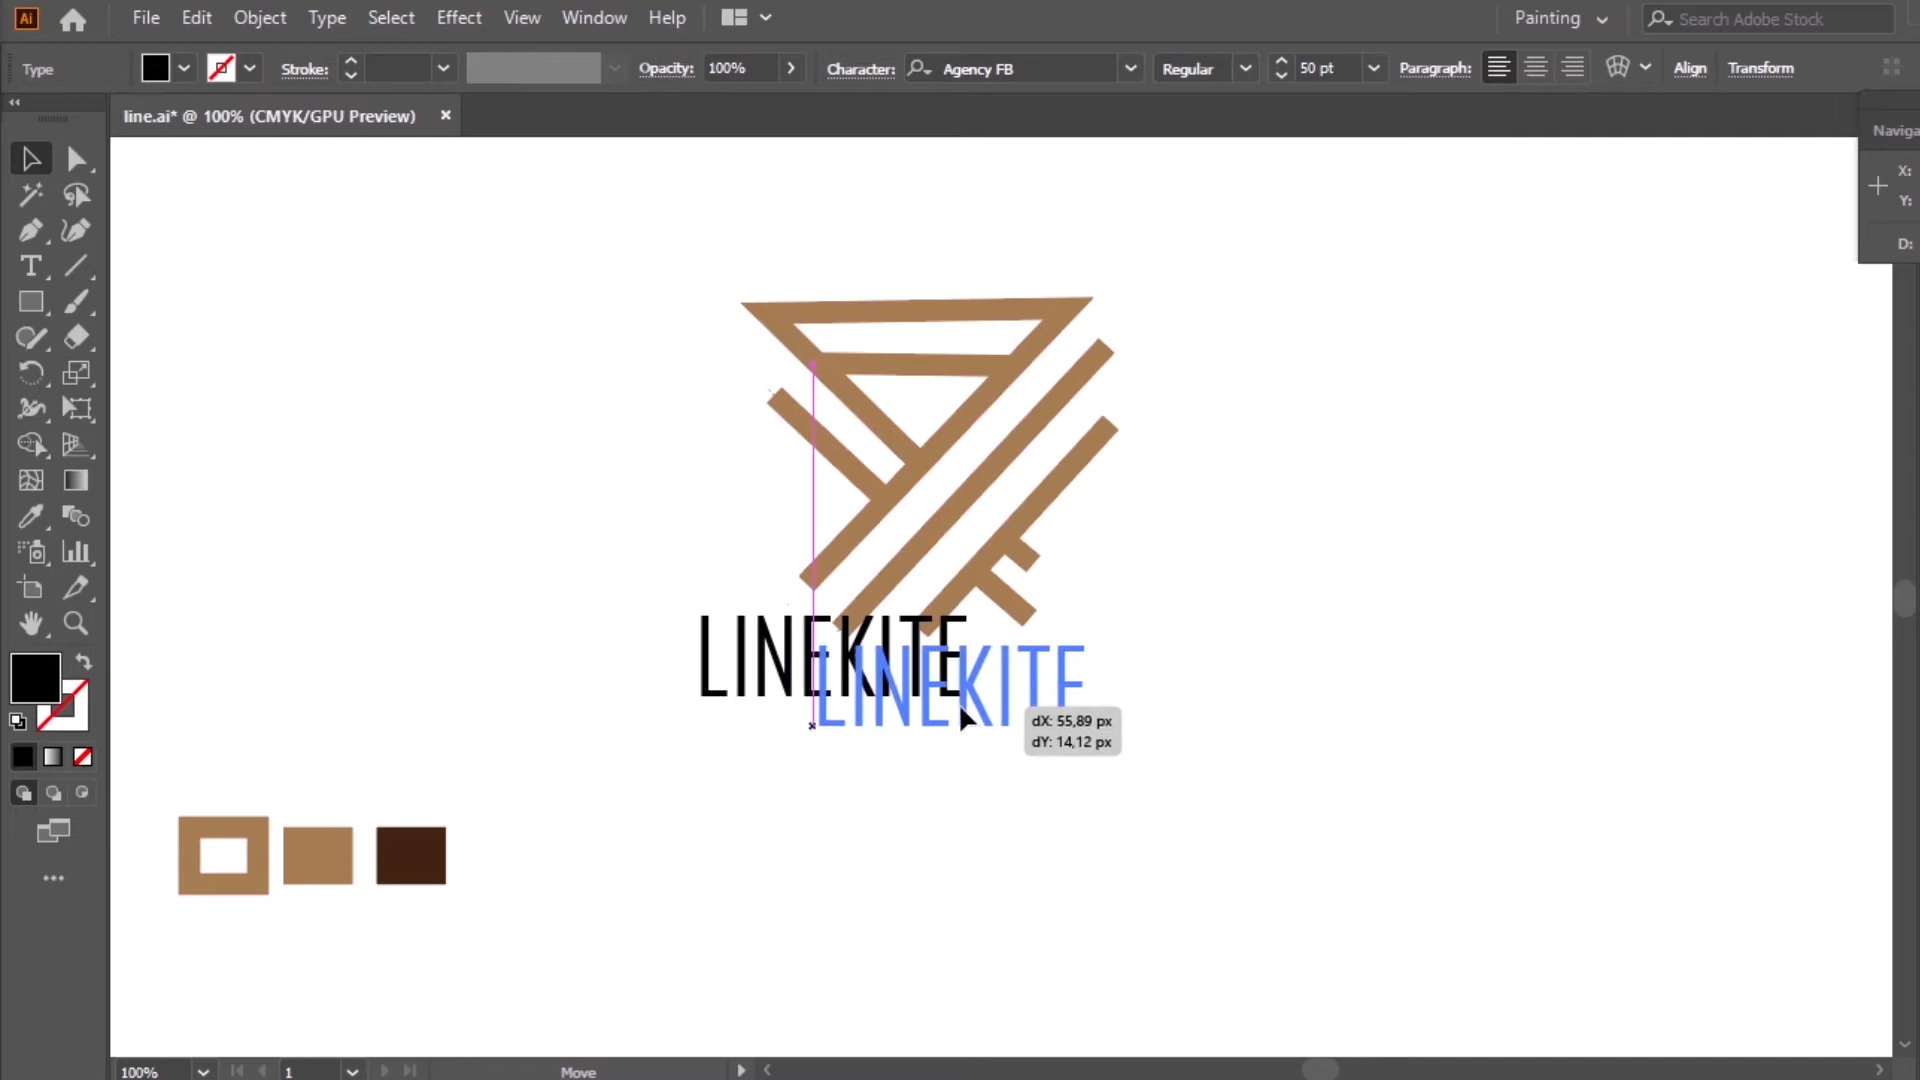 Ai File Edit Object Type Select Effect View Window Help Painting Search Adobe Stock
Type Stroke: Opacity: 100% Character: Agency FB Regular 50 pt Paragraph: Align Transform
line.ai* @ 100% (CMYK/GPU Preview)
Naviga
X:
Y:
D:
LINEKITE
LINEKITE
dX: 55,89 px
dY: 14,12 px
100% 1 Move